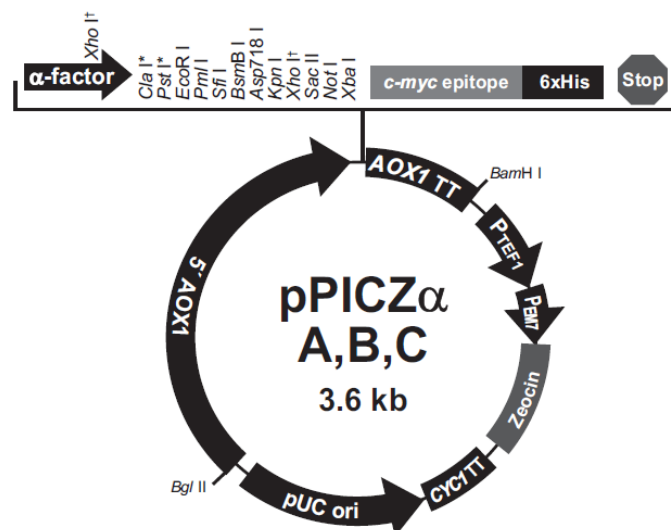 Xho I†
α-factor
Cla I*
Pst I*
EcoR I
Pml I
Sfi I
BsmB I
Asp718 I
Kpn I
Xho I†
Sac II
Not I
Xba I
c-myc epitope
6xHis
Stop
AOX1 TT
BamH I
PTEF1
PEM7
Zeocin
CYC1 TT
pUC ori
Bgl II
5´ AOX1
pPICZα
A,B,C
3.6 kb